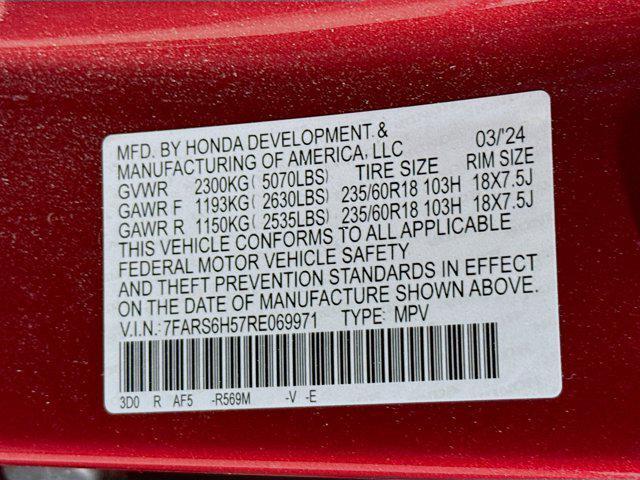 MFD. BY HONDA DEVELOPMENT & 03/'24
MANUFACTURING OF AMERICA, LLC TIRE SIZE RIM SIZE
GVWR 2300KG( 5070LBS)
GAWR F 1193KG( 2630LBS) 235/60R18 103H 18X7.5J
GAWR R 1150KG( 2535LBS) 235/60R18 103H 18X7.5J
THIS VEHICLE CONFORMS TO ALL APPLICABLE
FEDERAL MOTOR VEHICLE SAFETY
AND THEFT PREVENTION STANDARDS IN EFFECT
ON THE DATE OF MANUFACTURE SHOWN ABOVE.
V.I.N.: 7FARS6H57RE069971 TYPE: MPV
3D0 R AF5 -R569M -V -E